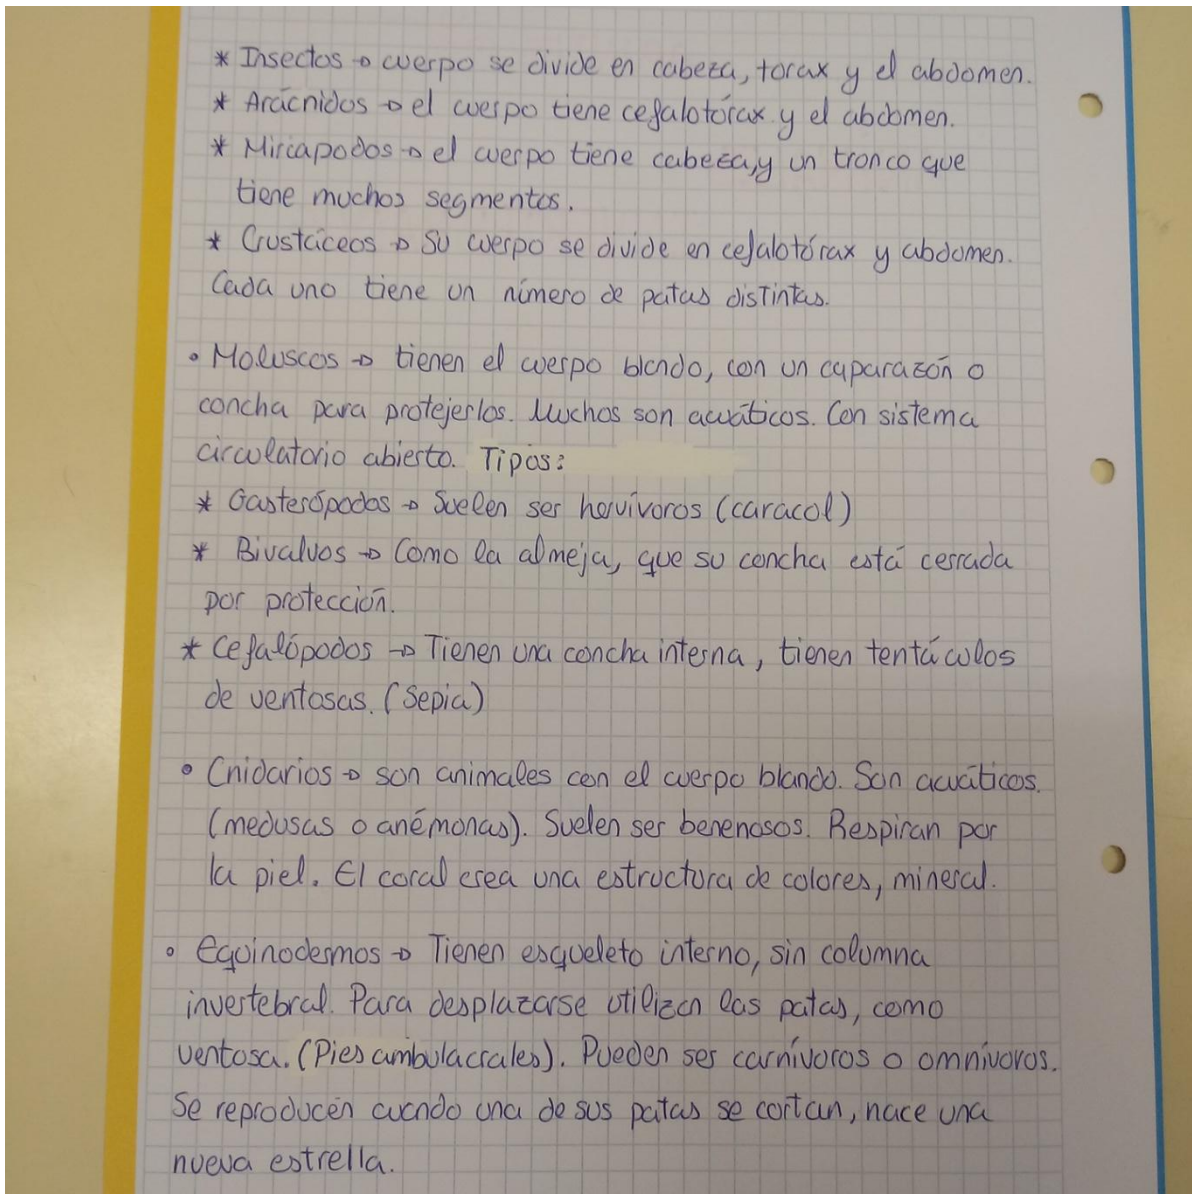 * Insectos → cuerpo se divide en cabeza, torax y el abdomen.
* Arácnidos → el cuerpo tiene cefalotórax y el abdomen.
* Miriapodos → el cuerpo tiene cabeza, y un tronco que
tiene muchos segmentos.
* Crustáceos → Su cuerpo se divide en cefalotórax y abdomen.
Cada uno tiene un número de patas distintas.
• Moluscos → tienen el cuerpo blando, con un caparazón o
concha para protejerlos. Muchos son acuáticos. Con sistema
circulatorio abierto. Tipos:
* Gasterópodos → Suelen ser hervívoros (caracol)
* Bivalvos → Como la almeja, que su concha está cerrada
por protección.
* Cefalópodos → Tienen una concha interna, tienen tentáculos
de ventosas. (Sepia)
• Cnidarios → son animales con el cuerpo blando. Son acuáticos.
(medusas o anémonas). Suelen ser benenosos. Respiran por
la piel. El coral crea una estructura de colores, mineral.
• Equinodermos → Tienen esqueleto interno, sin columna
invertebral. Para desplazarse utilizan las patas, como
ventosa. (Pies ambulacrales). Pueden ser carnívoros o omnívoros.
Se reproducen cuando una de sus patas se cortan, nace una
nueva estrella.